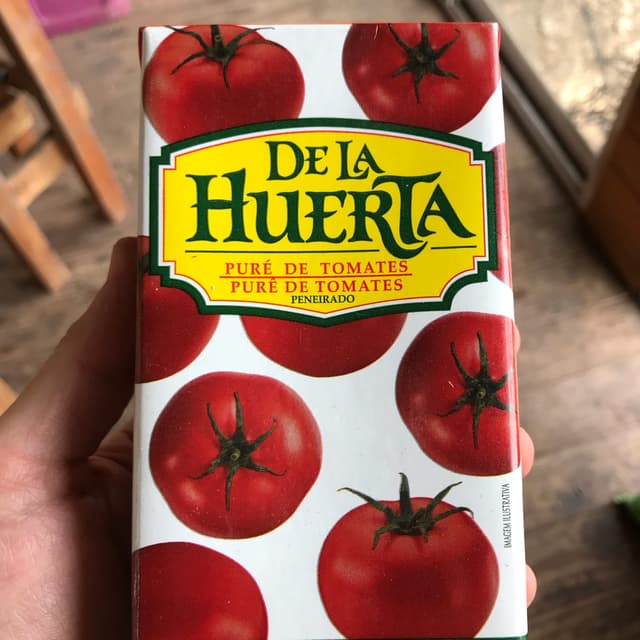 DE LA
HUERTA
PURÉ DE TOMATES
PURÊ DE TOMATES
PENEIRADO
IMAGEM ILUSTRATIVA